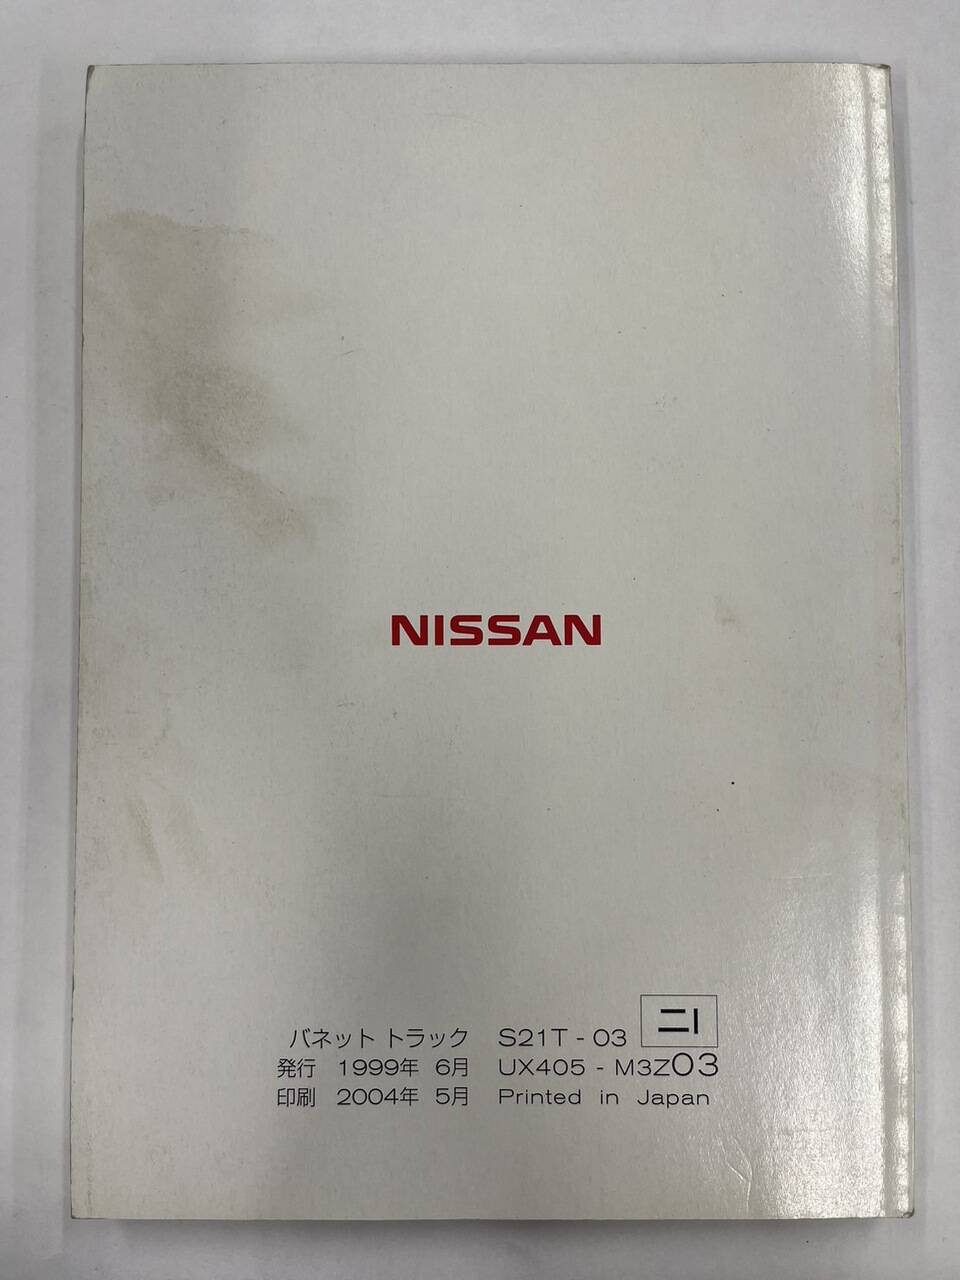 NISSAN
ニI
バネット トラック S21T - 03
発行 1999年 6月 UX405 - M3Z03
印刷 2004年 5月 Printed in Japan